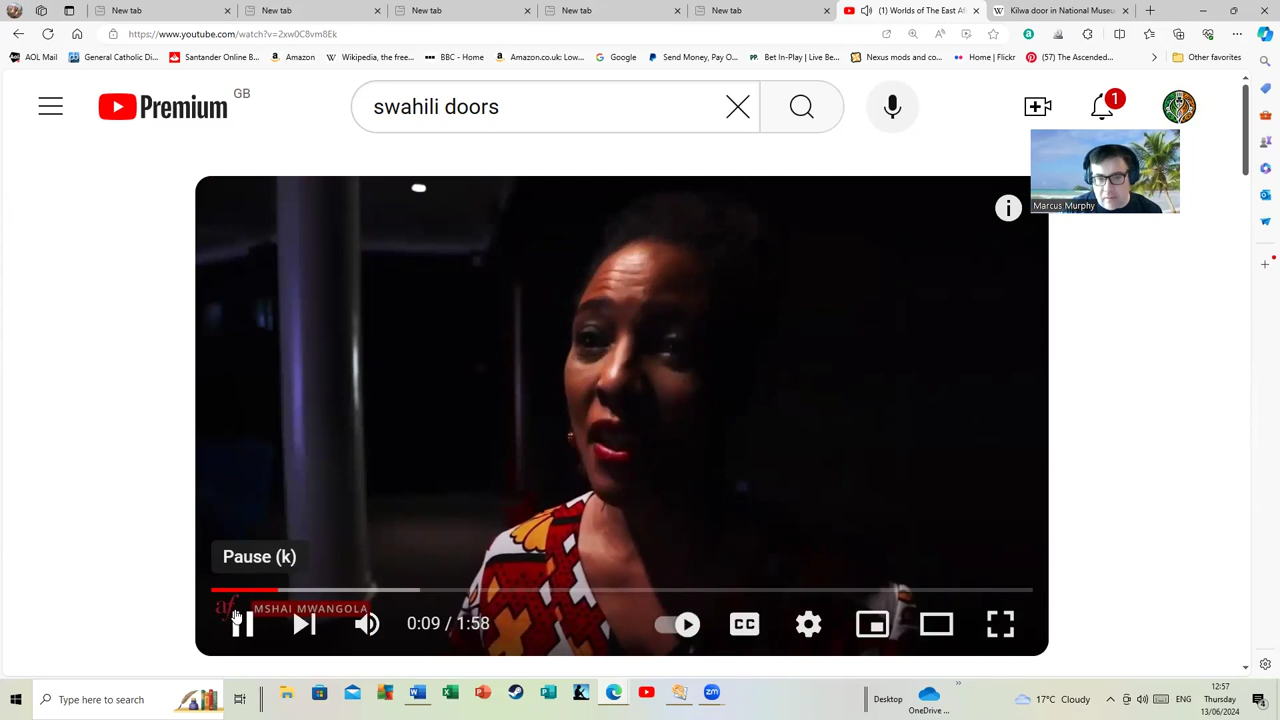 New tab
New tab
New tab
New tab
New tab
(1) Worlds of The East Af
Kilwa door in National Museu
https://www.youtube.com/watch?v=2xw0C8vm8Ek
AOL Mail
General Catholic Di...
Santander Online B...
Amazon
Wikipedia, the free...
BBC - Home
Amazon.co.uk: Low...
Google
Send Money, Pay O...
Bet In-Play | Live Be...
Nexus mods and co...
Home | Flickr
(57) The Ascended...
Other favorites
Premium
GB
swahili doors
1
Marcus Murphy
Pause (k)
af
MSHAI MWANGOLA
0:09 / 1:58
CC
Type here to search
Desktop
OneDrive ...
17°C Cloudy
ENG
12:57
Thursday
13/06/2024
4